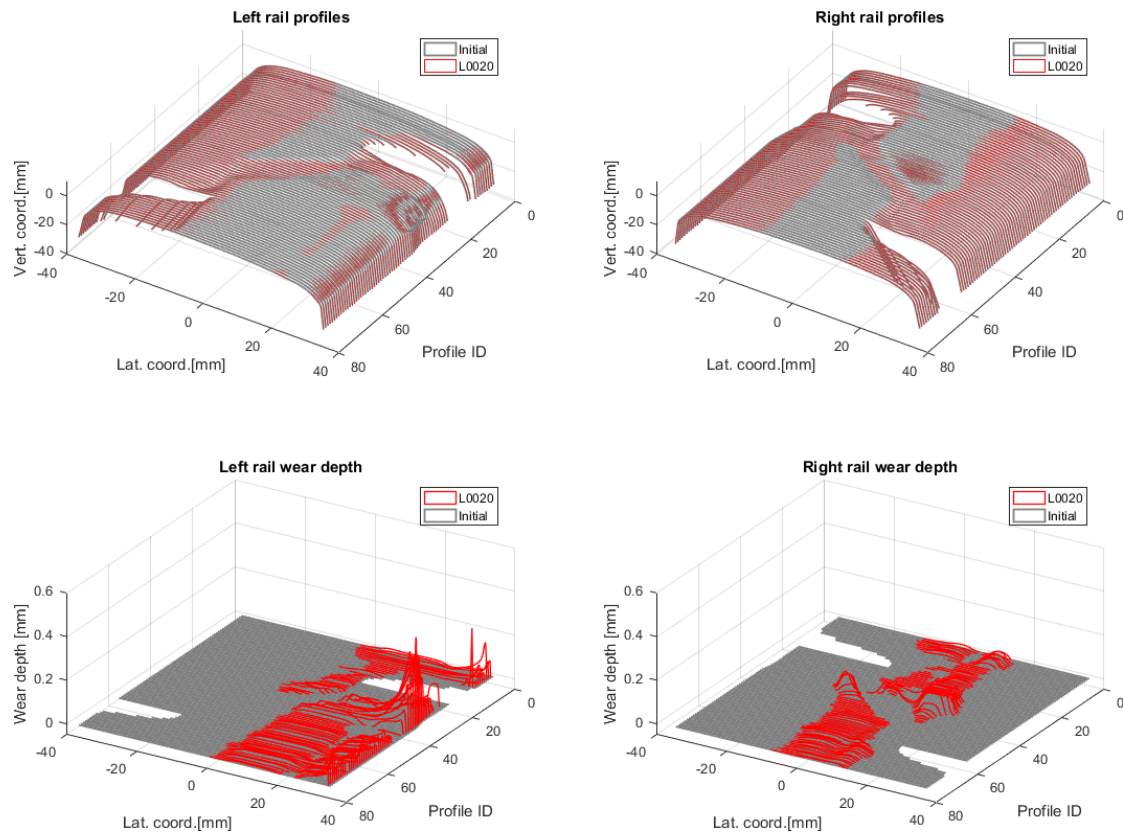 Left rail profiles
Initial
L0020
Vert. coord.[mm]
0
-20
-40
-40
-20
0
20
40
Lat. coord.[mm]
0
20
40
60
80
Profile ID
Right rail profiles
Initial
L0020
Vert. coord.[mm]
0
-20
-40
-40
-20
0
20
40
Lat. coord.[mm]
0
20
40
60
80
Profile ID
Left rail wear depth
L0020
Initial
Wear depth [mm]
0.6
0.4
0.2
0
-40
-20
0
20
40
Lat. coord.[mm]
0
20
40
60
80
Profile ID
Right rail wear depth
L0020
Initial
Wear depth [mm]
0.6
0.4
0.2
0
-40
-20
0
20
40
Lat. coord.[mm]
0
20
40
60
80
Profile ID